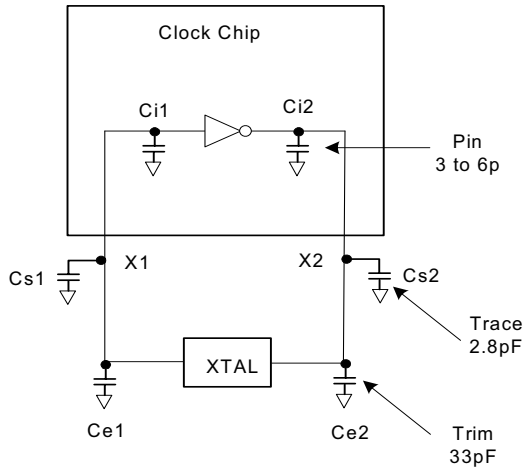 Clock Chip
Ci1
Ci2
Pin
3 to 6p
X1
X2
Cs1
Cs2
Trace
2.8pF
XTAL
Ce1
Ce2
Trim
33pF